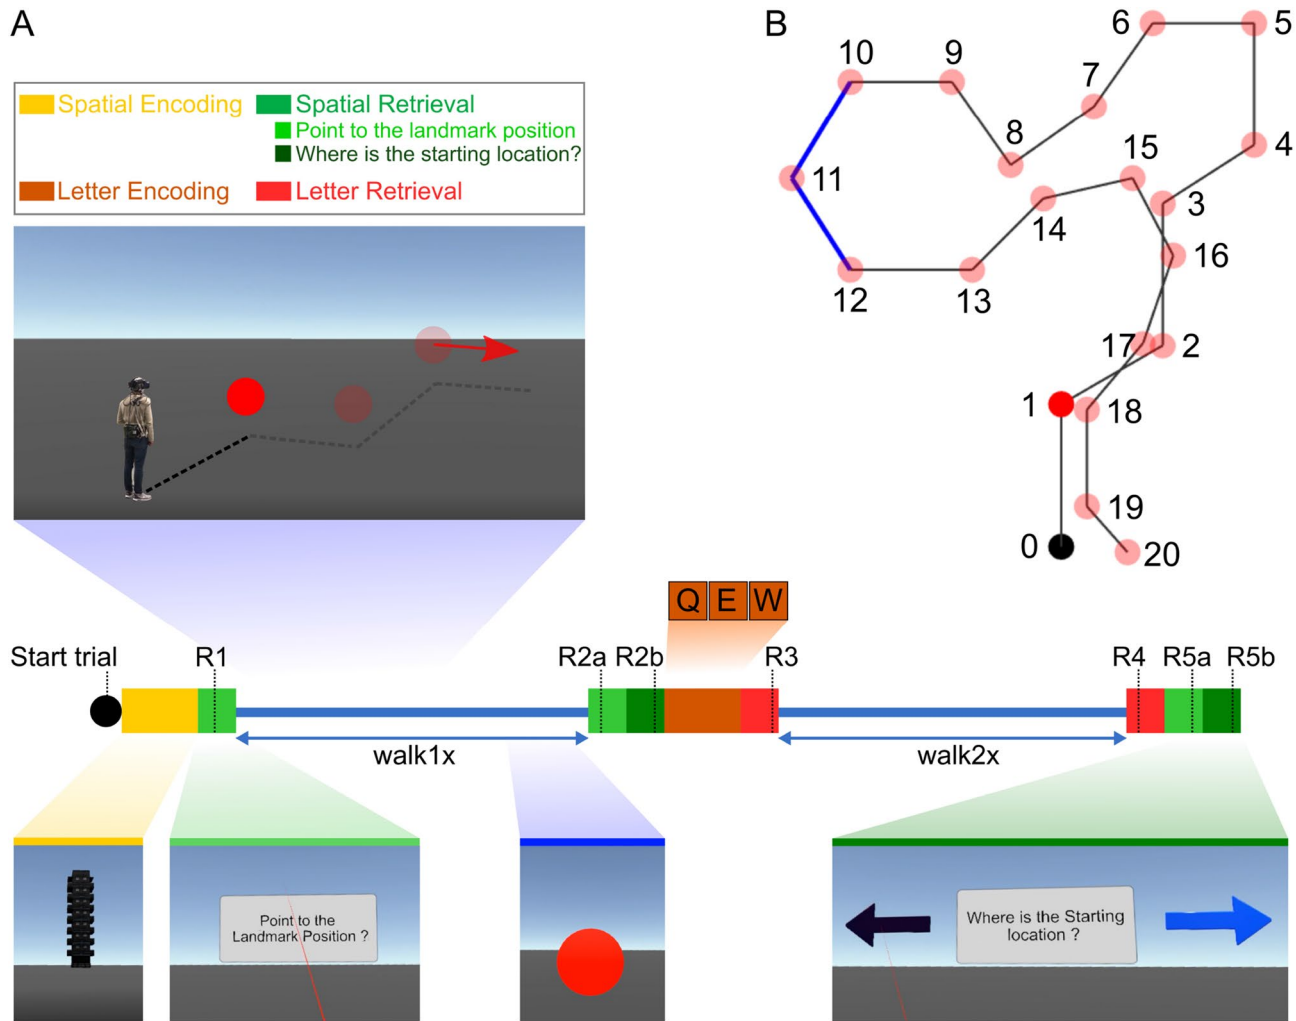 A
Spatial Encoding
Spatial Retrieval
Point to the landmark position
Where is the starting location?
Letter Encoding
Letter Retrieval
B
6
5
10
9
7
8
4
15
11
3
14
16
12
13
17
2
1
18
19
0
20
Q E W
Start trial
R1
R2a
R2b
R3
R4
R5a
R5b
walk1x
walk2x
Point to the
Landmark Position ?
Where is the Starting
location ?